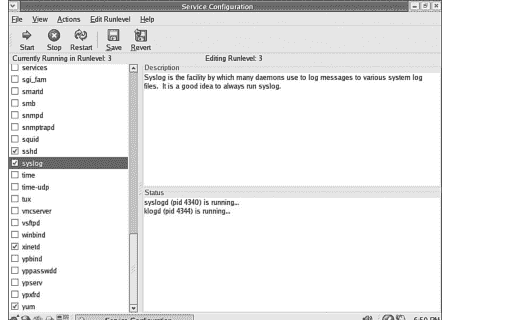 Service Configuration
File View Actions Edit Runlevel Help
Start Stop Restart Save Revert
Currently Running in Runlevel: 3 Editing Runlevel: 3
services
sgi_fam
smartd
smb
snmpd
snmptrapd
squid
sshd
syslog
time
time-udp
tux
vncserver
vsftpd
winbind
xinetd
ypbind
yppasswdd
ypserv
ypxfrd
yum
Description
Syslog is the facility by which many daemons use to log messages to various system log
files. It is a good idea to always run syslog.
Status
syslogd (pid 4340) is running...
klogd (pid 4344) is running...
Service Configuration
6:50 PM